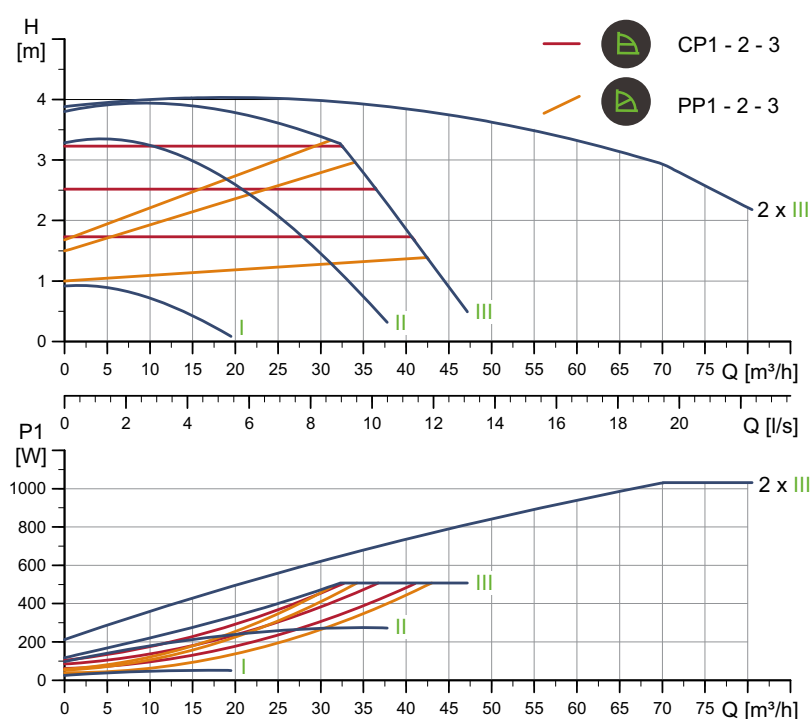 H
[m]
CP1 - 2 - 3
PP1 - 2 - 3
4
3
2
1
0
2 x III
I
II
III
0 5 10 15 20 25 30 35 40 45 50 55 60 65 70 75 Q [m³/h]
0 2 4 6 8 10 12 14 16 18 20 Q [l/s]
P1
[W]
1000
800
600
400
200
0
2 x III
III
II
I
0 5 10 15 20 25 30 35 40 45 50 55 60 65 70 75 Q [m³/h]